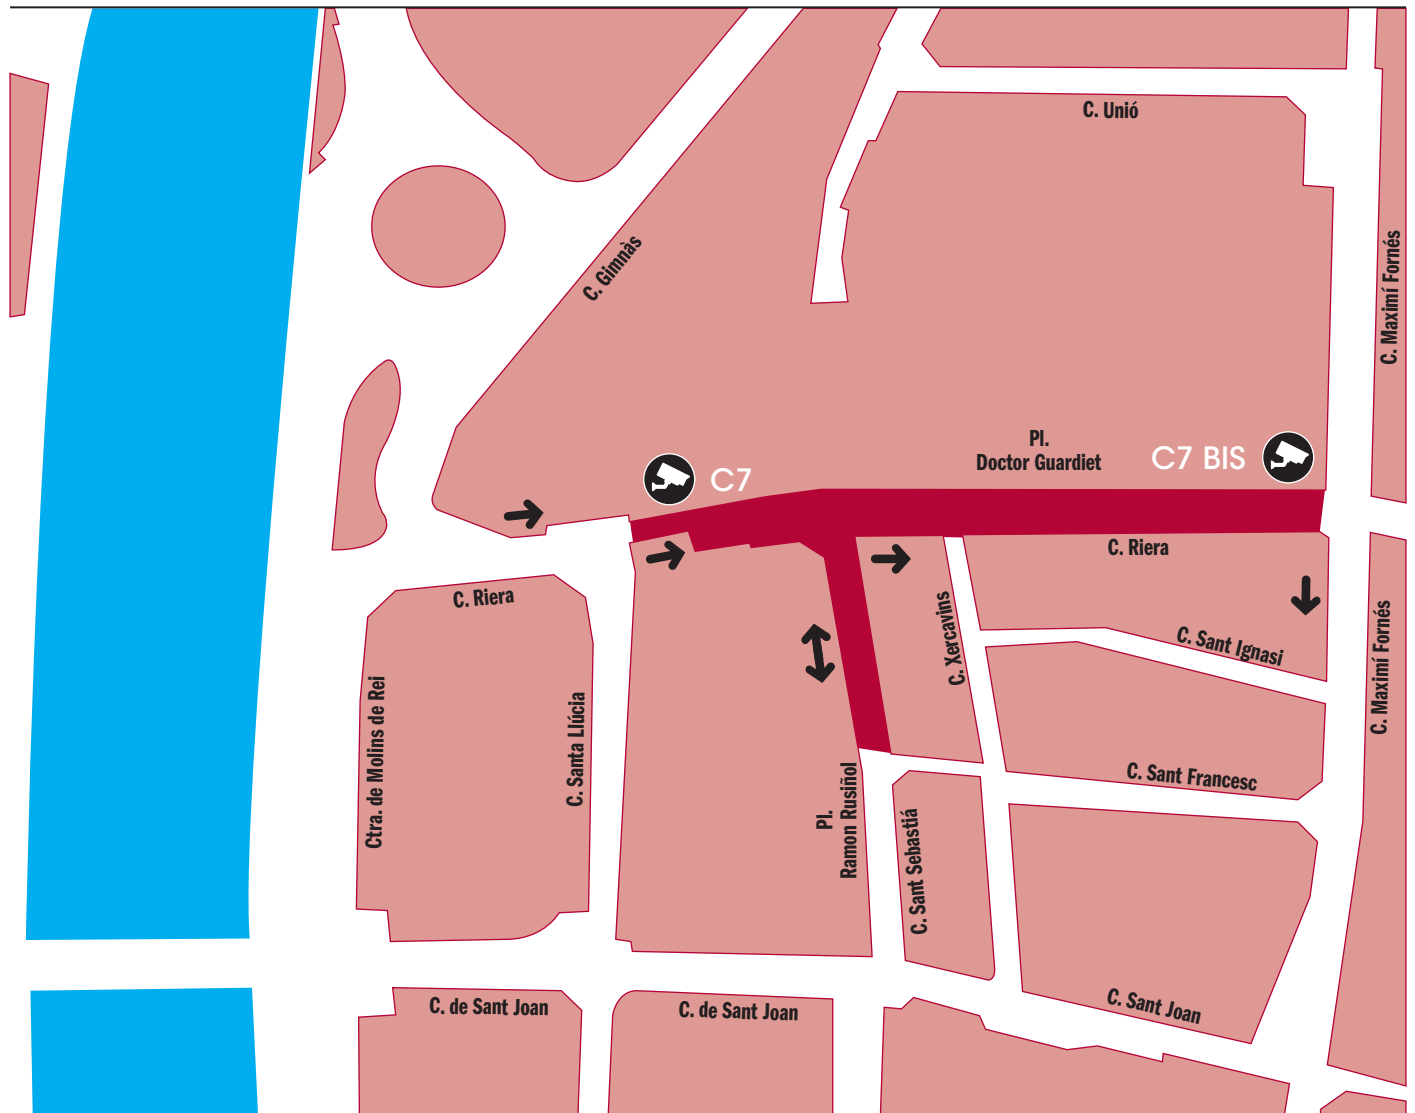 C. Unió
C. Gimnàs
C. Maximí Fornés
Pl.
Doctor Guardiet
C7 BIS
C7
C. Riera
C. Riera
C. Xercavins
C. Sant Ignasi
C. Maximí Fornés
Ctra. de Molins de Rei
C. Santa Llúcia
Pl.
Ramon Rusiñol
C. Sant Francesc
C. Sant Sebastiá
C. de Sant Joan
C. de Sant Joan
C. Sant Joan